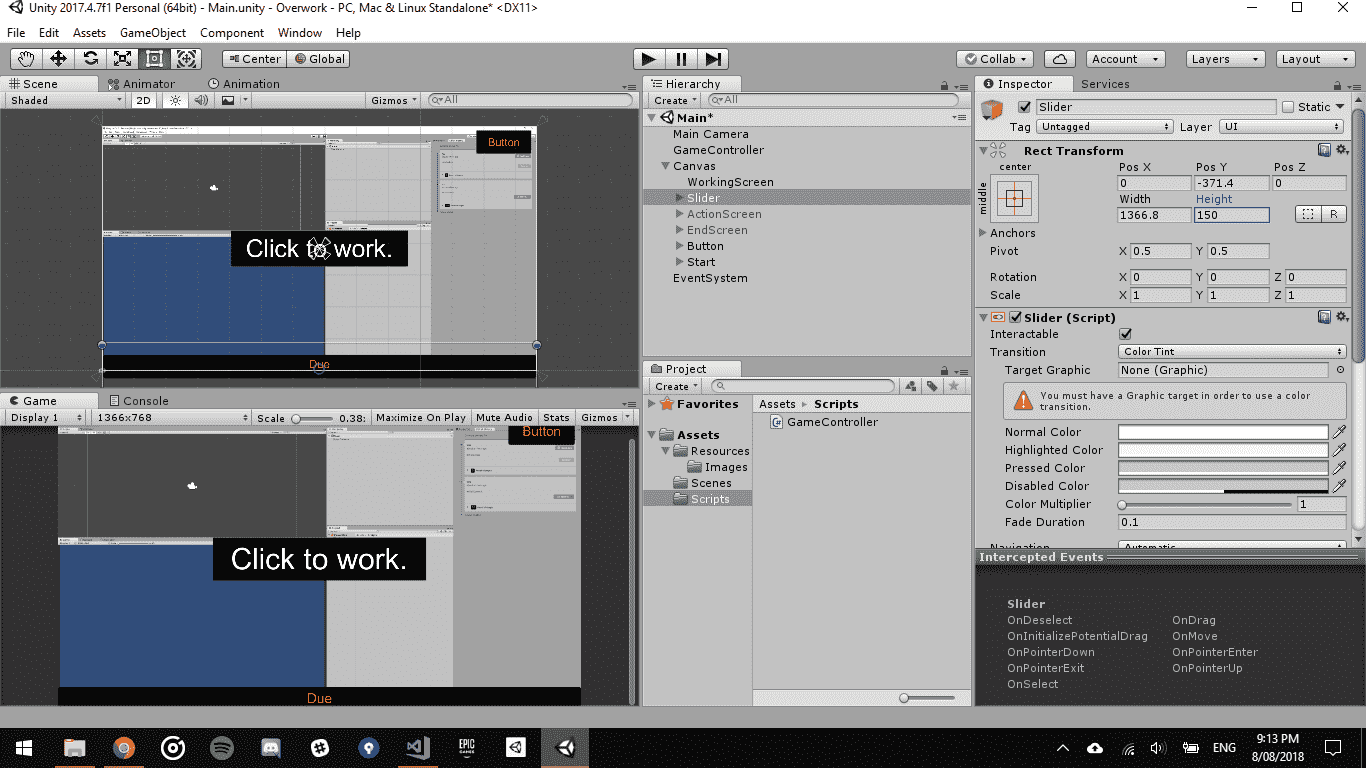 Unity 2017.4.7f1 Personal (64bit) - Main.unity - Overwork - PC, Mac & Linux Standalone* <DX11>
File Edit Assets GameObject Component Window Help
Center Global
Collab Account Layers Layout
Scene Animator Animation
Shaded 2D Gizmos All
Button
Click to work.
Due
Game Console
Display 1 1366x768 Scale 0.38: Maximize On Play Mute Audio Stats Gizmos
Button
Click to work.
Due
Hierarchy
Create All
Main*
Main Camera
GameController
Canvas
WorkingScreen
Slider
ActionScreen
EndScreen
Button
Start
EventSystem
Project
Create
Favorites
Assets
Resources
Images
Scenes
Scripts
Assets Scripts
GameController
Inspector Services
Slider Static
Tag Untagged Layer UI
Rect Transform
center
middle
Pos X Pos Y Pos Z
0 -371.4 0
Width Height
1366.8 150 R
Anchors
Pivot X 0.5 Y 0.5
Rotation X 0 Y 0 Z 0
Scale X 1 Y 1 Z 1
Slider (Script)
Interactable
Transition Color Tint
Target Graphic None (Graphic)
You must have a Graphic target in order to use a color
transition.
Normal Color
Highlighted Color
Pressed Color
Disabled Color
Color Multiplier 1
Fade Duration 0.1
Navigation Automatic
Intercepted Events
Slider
OnDeselect OnDrag
OnInitializePotentialDrag OnMove
OnPointerDown OnPointerEnter
OnPointerExit OnPointerUp
OnSelect
EPIC
GAMES
ENG
9:13 PM
8/08/2018